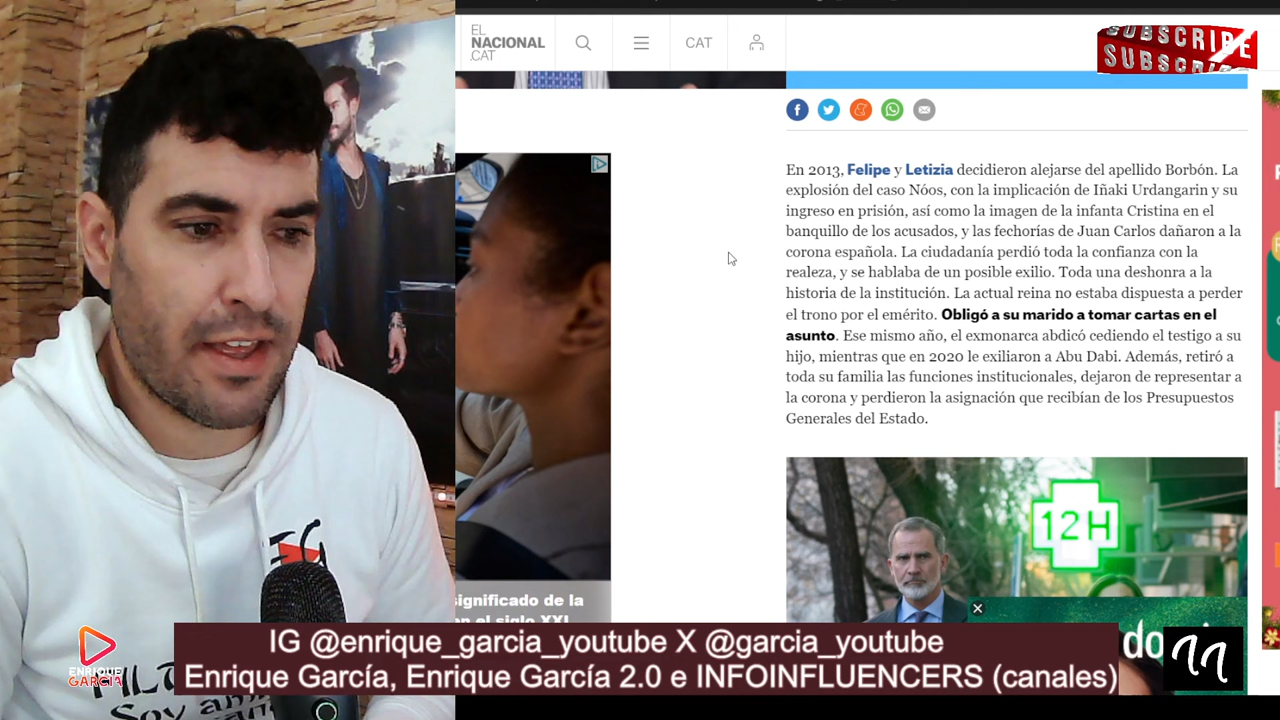 EL
NACIONAL
.CAT
CAT
SUBSCRIBE
SUBSCRIBE
En 2013, Felipe y Letizia decidieron alejarse del apellido Borbón. La
explosión del caso Nóos, con la implicación de Iñaki Urdangarin y su
ingreso en prisión, así como la imagen de la infanta Cristina en el
banquillo de los acusados, y las fechorías de Juan Carlos dañaron a la
corona española. La ciudadanía perdió toda la confianza con la
realeza, y se hablaba de un posible exilio. Toda una deshonra a la
historia de la institución. La actual reina no estaba dispuesta a perder
el trono por el emérito. Obligó a su marido a tomar cartas en el
asunto. Ese mismo año, el exmonarca abdicó cediendo el testigo a su
hijo, mientras que en 2020 le exiliaron a Abu Dabi. Además, retiró a
toda su familia las funciones institucionales, dejaron de representar a
la corona y perdieron la asignación que recibían de los Presupuestos
Generales del Estado.
12H
significado de la
en el siglo XXI
EG
Soy
ENRIQUE
GARCÍA
IG @enrique_garcia_youtube X @garcia_youtube
Enrique García, Enrique García 2.0 e INFOINFLUENCERS (canales)